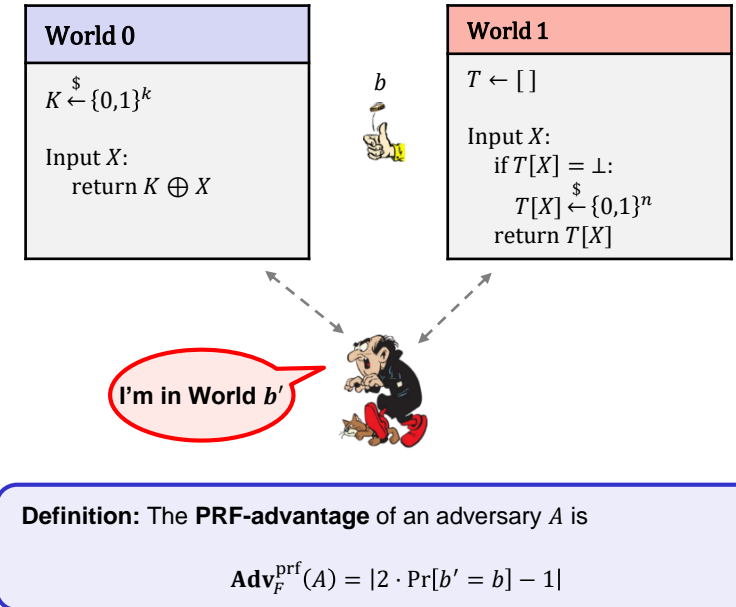 World 0
K ←$ {0,1}^k
Input X:
return K ⊕ X
b
World 1
T ← [ ]
Input X:
if T[X] = ⊥:
T[X] ←$ {0,1}^n
return T[X]
I'm in World b′
Definition: The PRF-advantage of an adversary A is
Adv_F^prf(A) = |2 · Pr[b′ = b] − 1|